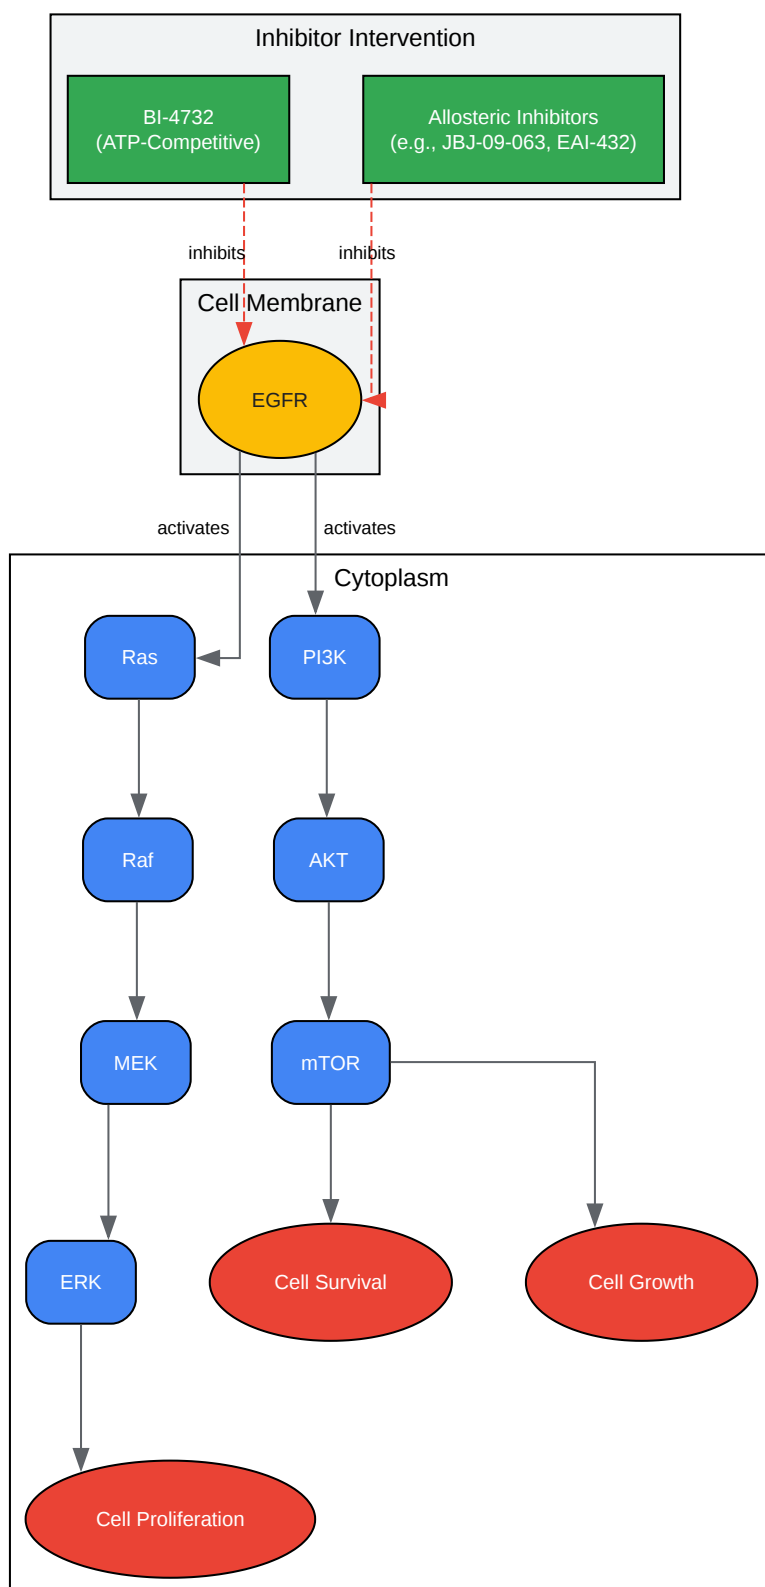 Inhibitor Intervention
BI-4732
(ATP-Competitive)
Allosteric Inhibitors
(e.g., JBJ-09-063, EAI-432)
inhibits
inhibits
Cell Membrane
EGFR
activates
activates
Cytoplasm
Ras
PI3K
Raf
AKT
MEK
mTOR
ERK
Cell Survival
Cell Growth
Cell Proliferation